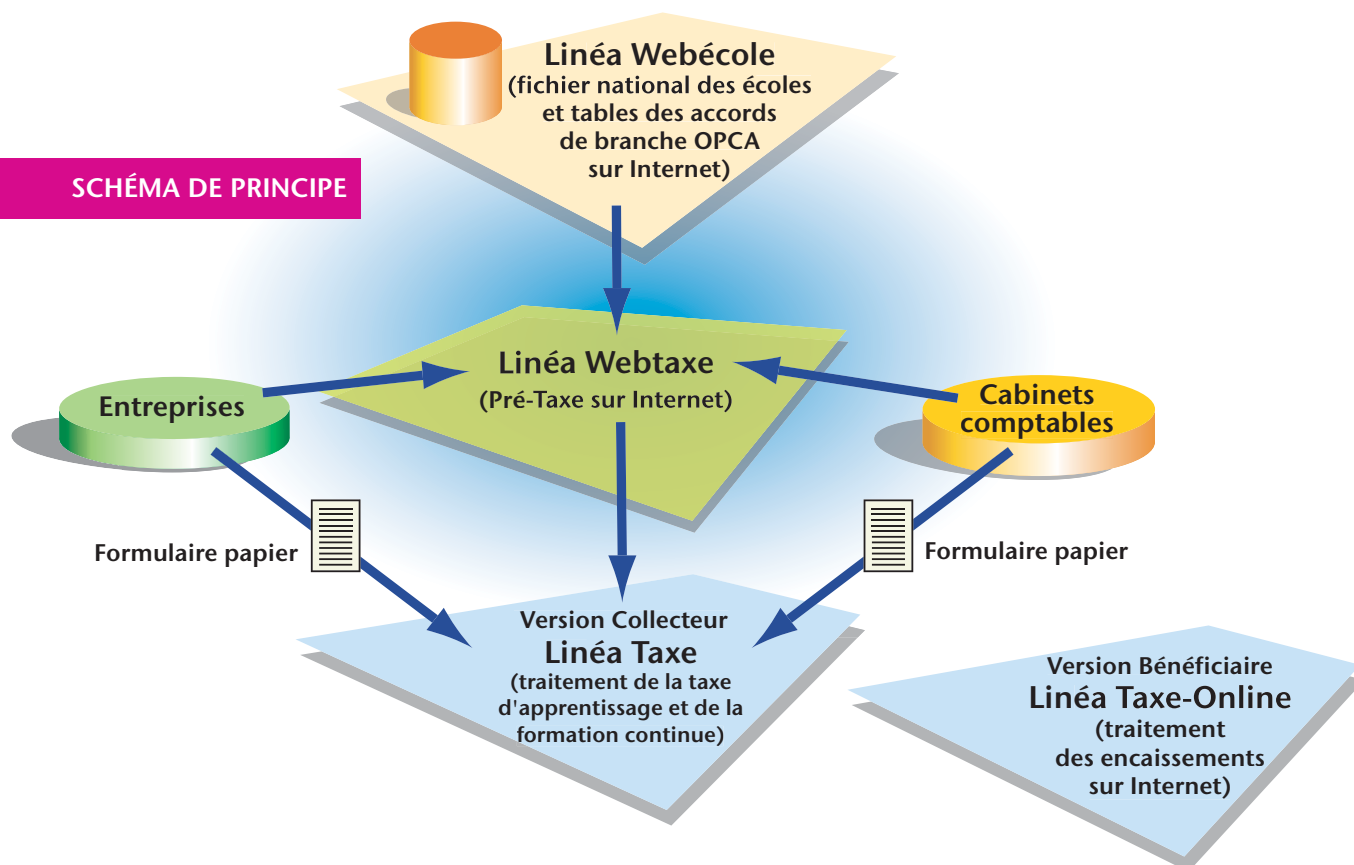 Linéa Webécole
(fichier national des écoles
et tables des accords
de branche OPCA
sur Internet)
SCHÉMA DE PRINCIPE
Linéa Webtaxe
(Pré-Taxe sur Internet)
Entreprises
Cabinets
comptables
Formulaire papier
Formulaire papier
Version Collecteur
Linéa Taxe
(traitement de la taxe
d'apprentissage et de la
formation continue)
Version Bénéficiaire
Linéa Taxe-Online
(traitement
des encaissements
sur Internet)